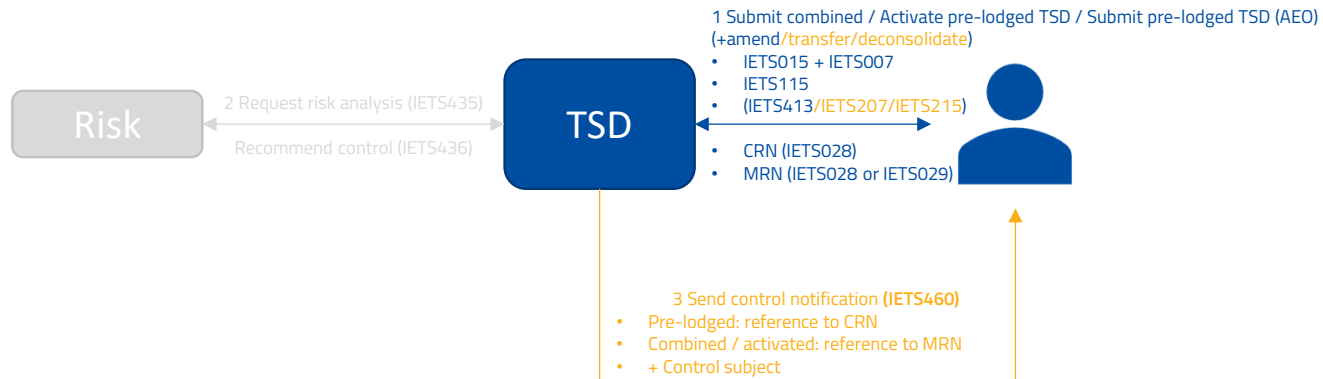 1 Submit combined / Activate pre-lodged TSD / Submit pre-lodged TSD (AEO)
(+amend/transfer/deconsolidate)
• IETS015 + IETS007
• IETS115
• (IETS413/IETS207/IETS215)
Risk
2 Request risk analysis (IETS435)
Recommend control (IETS436)
TSD
• CRN (IETS028)
• MRN (IETS028 or IETS029)
3 Send control notification (IETS460)
• Pre-lodged: reference to CRN
• Combined / activated: reference to MRN
• + Control subject